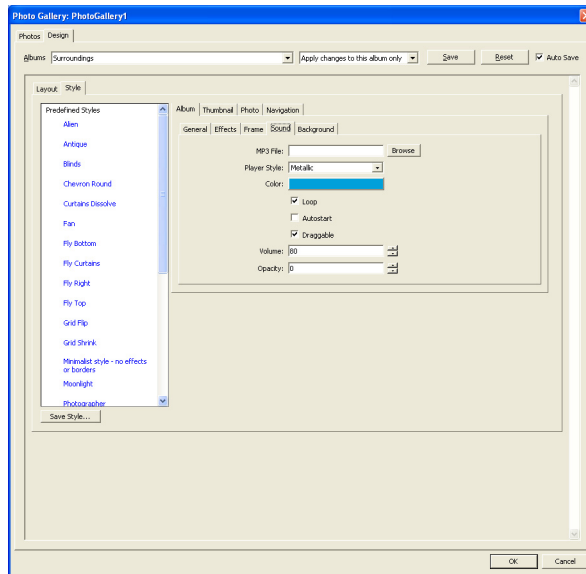 Photo Gallery: PhotoGallery1
Photos Design
Albums Surroundings Apply changes to this album only Save Reset Auto Save
Layout Style
Predefined Styles
Alien
Antique
Blinds
Chevron Round
Curtains Dissolve
Fan
Fly Bottom
Fly Curtains
Fly Right
Fly Top
Grid Flip
Grid Shrink
Minimalist style - no effects
or borders
Moonlight
Photographer
Save Style...
Album Thumbnail Photo Navigation
General Effects Frame Sound Background
MP3 File: Browse
Player Style: Metallic
Color:
Loop
Autostart
Draggable
Volume: 80
Opacity: 0
OK Cancel